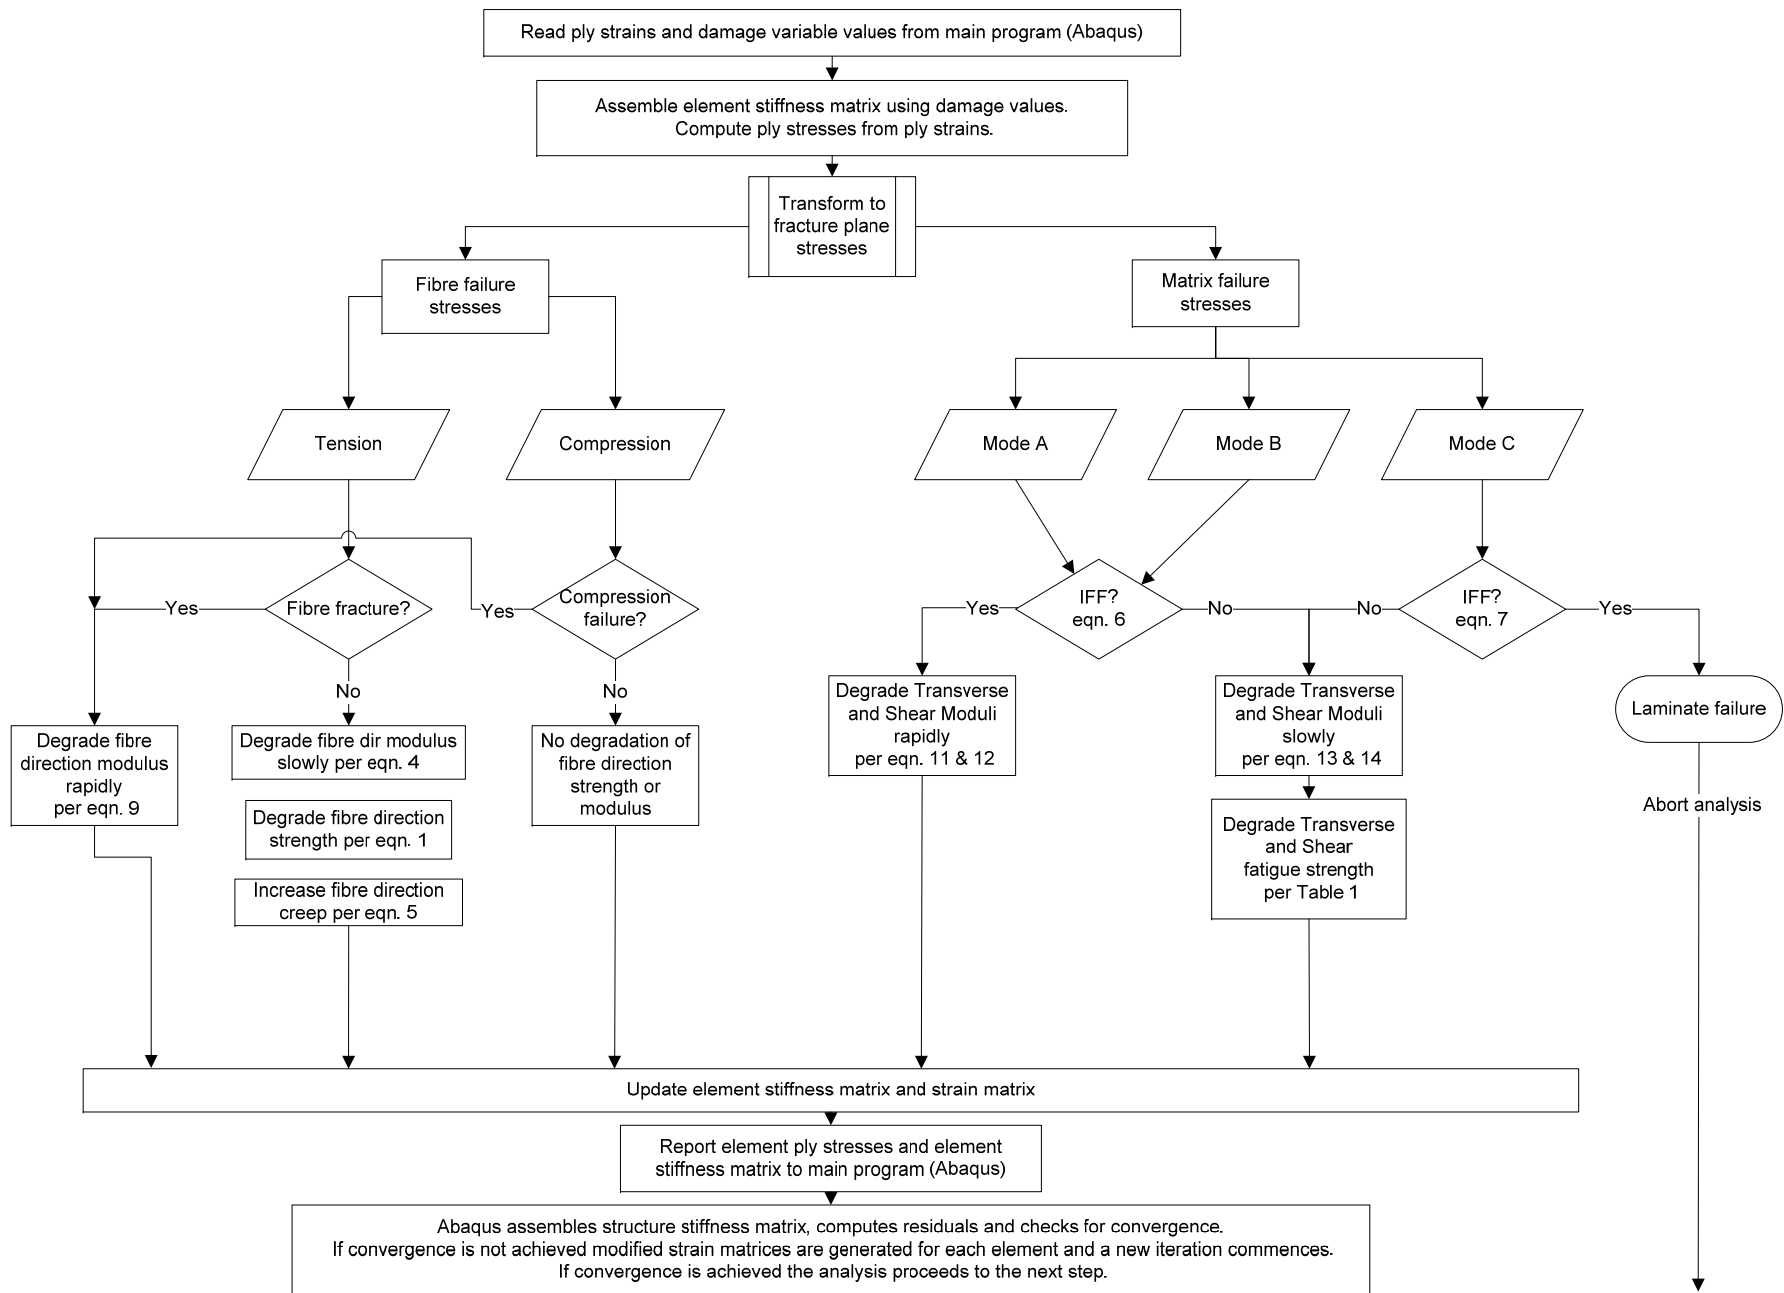 Read ply strains and damage variable values from main program (Abaqus)
Assemble element stiffness matrix using damage values.
Compute ply stresses from ply strains.
Transform to
fracture plane
stresses
Fibre failure
stresses
Matrix failure
stresses
Tension
Compression
Mode A
Mode B
Mode C
Fibre fracture?
Yes
No
Compression
failure?
Yes
No
IFF?
eqn. 6
Yes
No
IFF?
eqn. 7
No
Yes
Degrade fibre
direction modulus
rapidly
per eqn. 9
Degrade fibre dir modulus
slowly per eqn. 4
Degrade fibre direction
strength per eqn. 1
Increase fibre direction
creep per eqn. 5
No degradation of
fibre direction
strength or
modulus
Degrade Transverse
and Shear Moduli
rapidly
per eqn. 11 & 12
Degrade Transverse
and Shear Moduli
slowly
per eqn. 13 & 14
Degrade Transverse
and Shear
fatigue strength
per Table 1
Laminate failure
Abort analysis
Update element stiffness matrix and strain matrix
Report element ply stresses and element
stiffness matrix to main program (Abaqus)
Abaqus assembles structure stiffness matrix, computes residuals and checks for convergence.
If convergence is not achieved modified strain matrices are generated for each element and a new iteration commences.
If convergence is achieved the analysis proceeds to the next step.